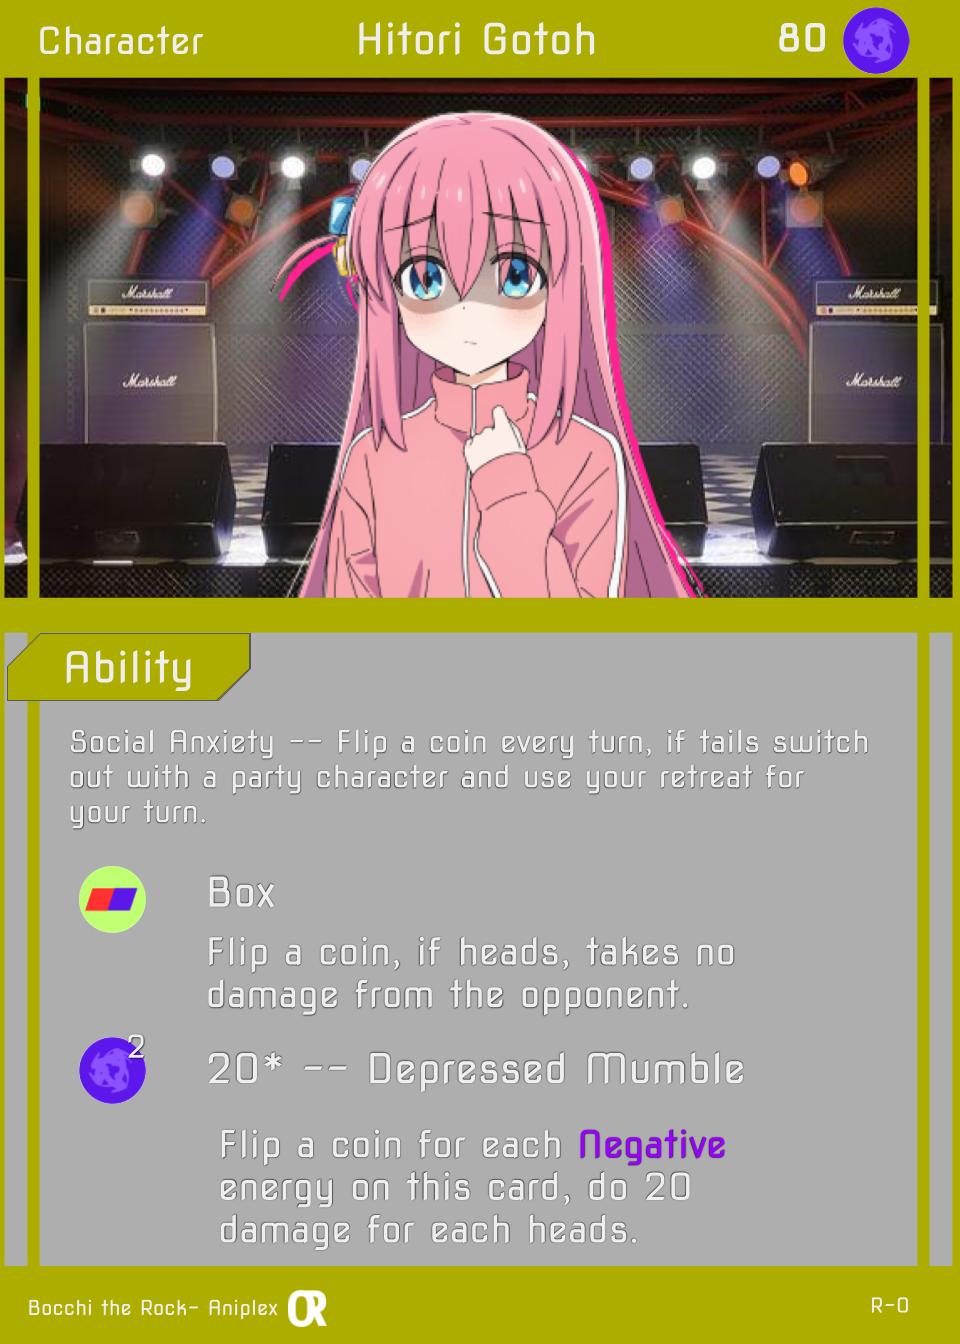 Character
Hitori Gotoh
80
Marshall
Marshall
Marshall
Marshall
Ability
Social Anxiety -- Flip a coin every turn, if tails switch
out with a party character and use your retreat for
your turn.
Box
Flip a coin, if heads, takes no
damage from the opponent.
2
20* -- Depressed Mumble
Flip a coin for each Negative
energy on this card, do 20
damage for each heads.
Bocchi the Rock- Aniplex OR
R-0